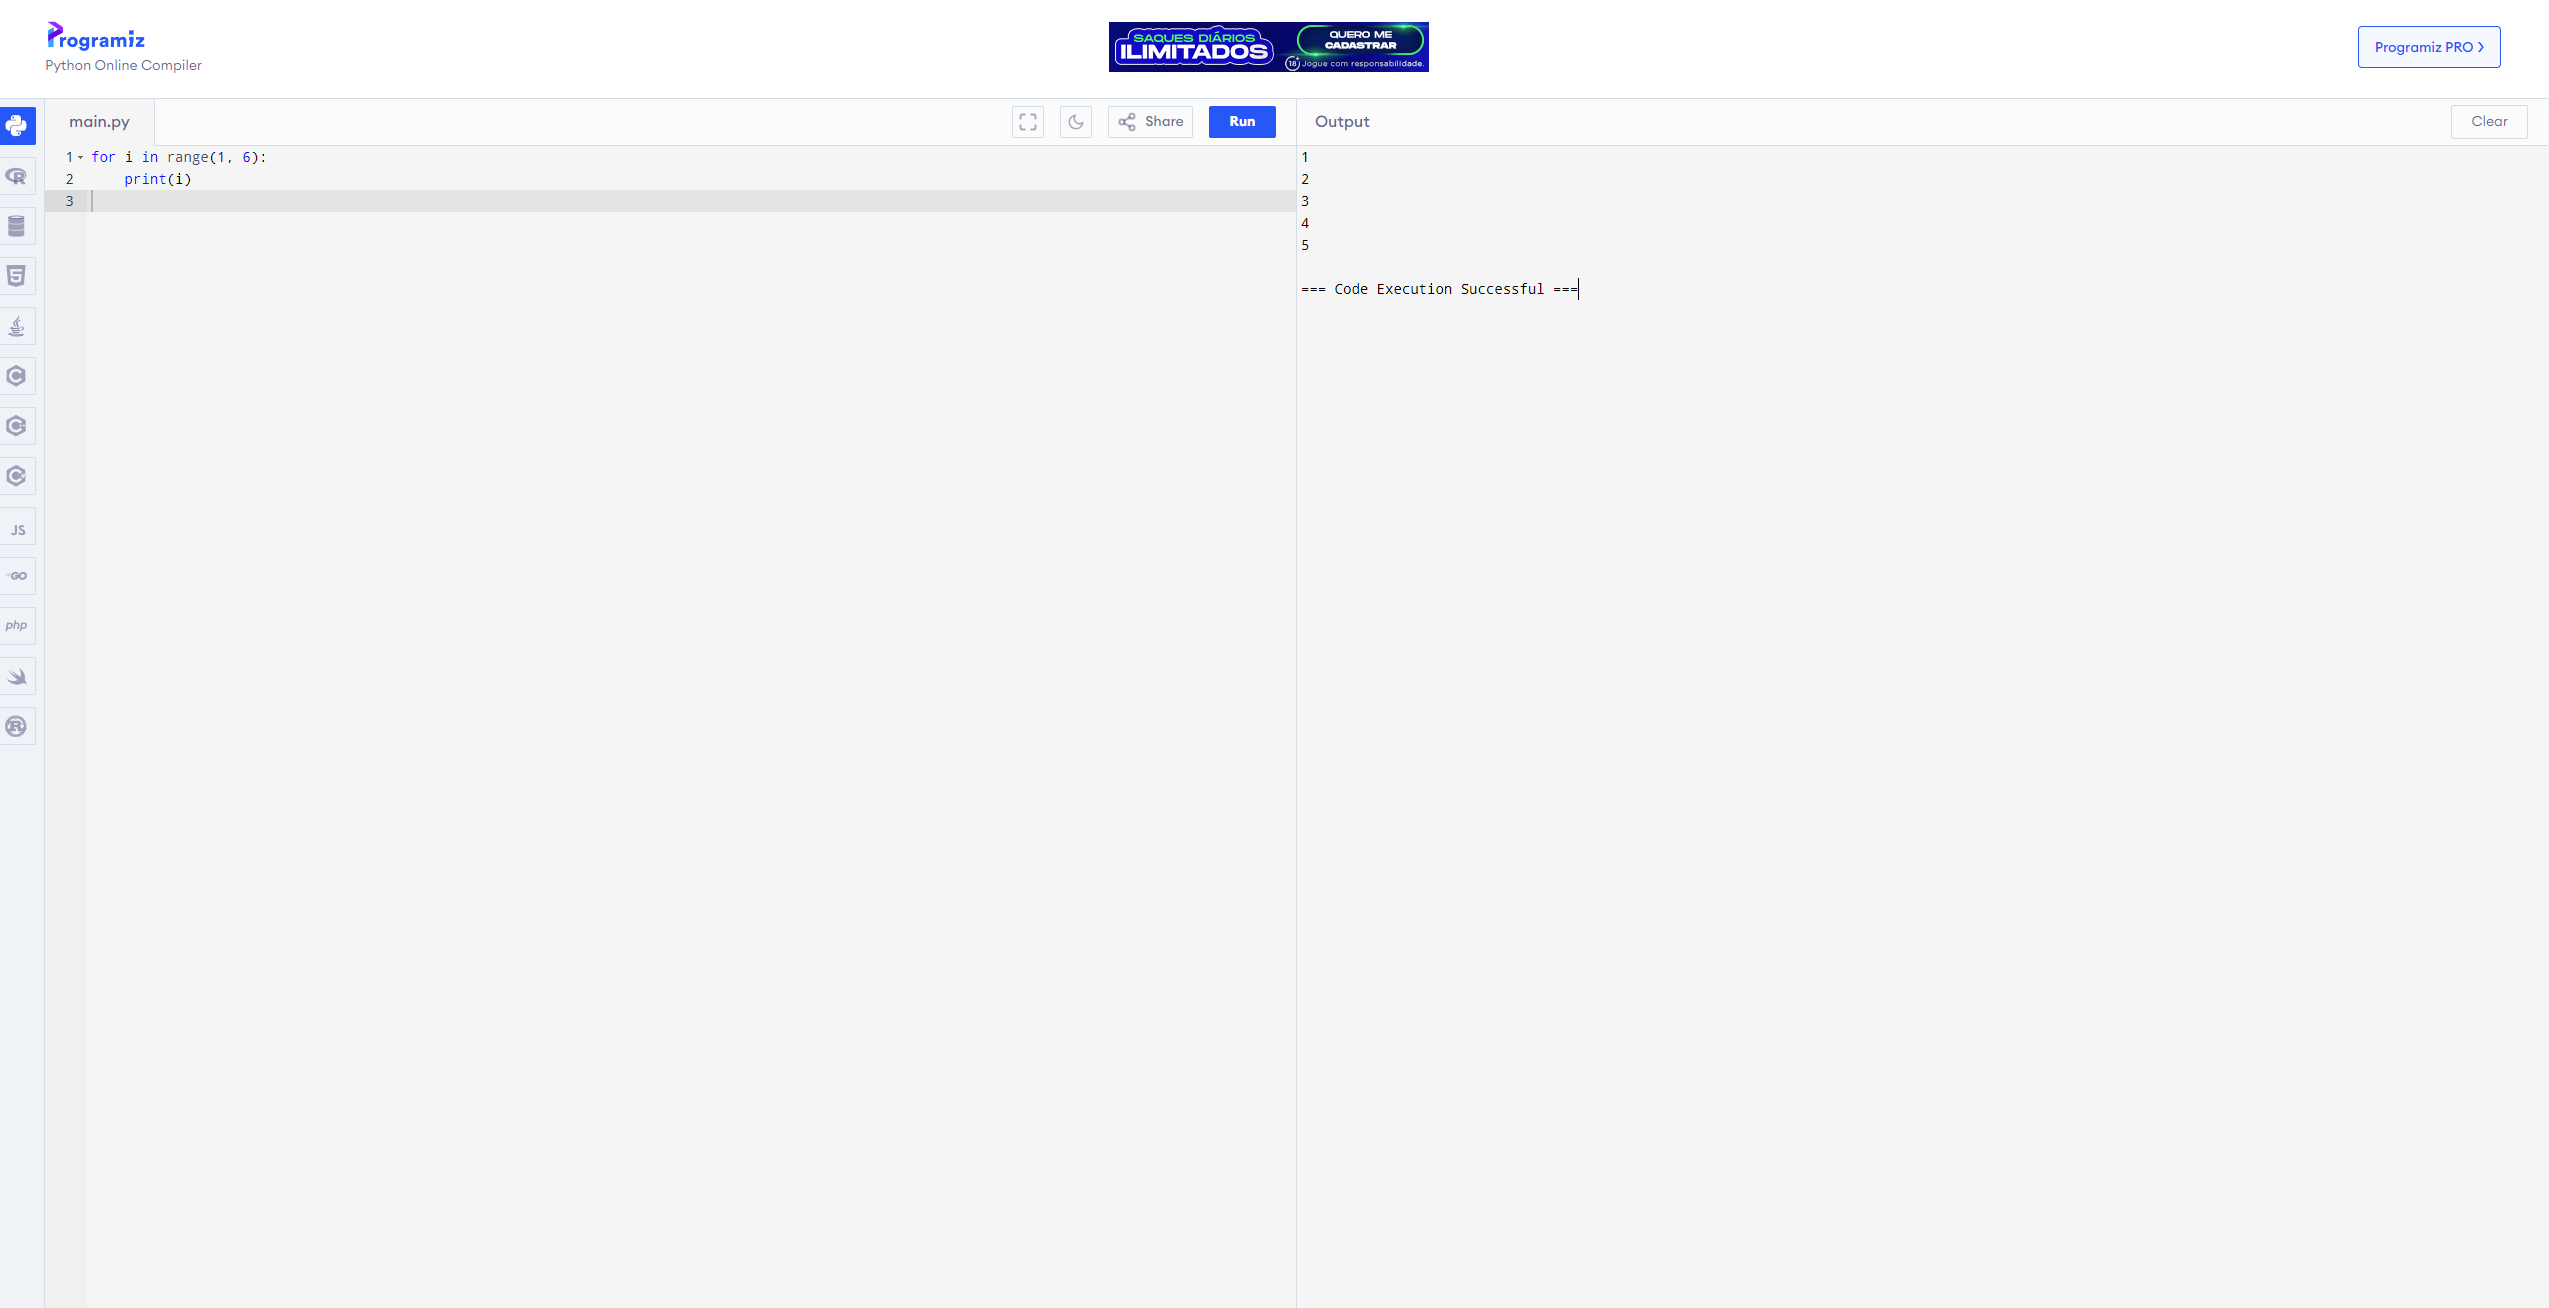 Programiz
Python Online Compiler
SAQUES DIÁRIOS
ILIMITADOS
QUERO ME
CADASTRAR
18+ Jogue com responsabilidade.
Programiz PRO >
main.py
Share
Run
Output
Clear
1 for i in range(1, 6):
2     print(i)
3
1
2
3
4
5
=== Code Execution Successful ===
JS
GO
php